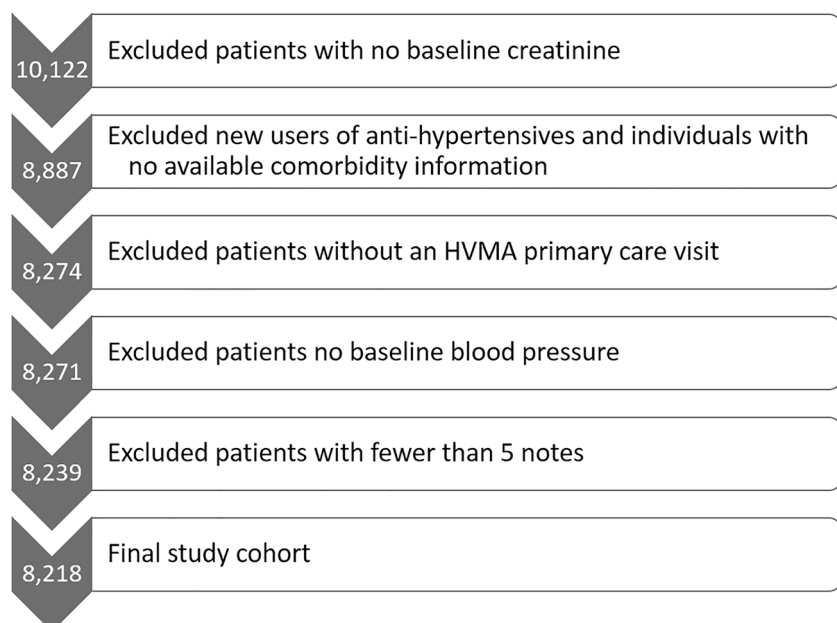 10,122
Excluded patients with no baseline creatinine
8,887
Excluded new users of anti-hypertensives and individuals with
no available comorbidity information
8,274
Excluded patients without an HVMA primary care visit
8,271
Excluded patients no baseline blood pressure
8,239
Excluded patients with fewer than 5 notes
8,218
Final study cohort